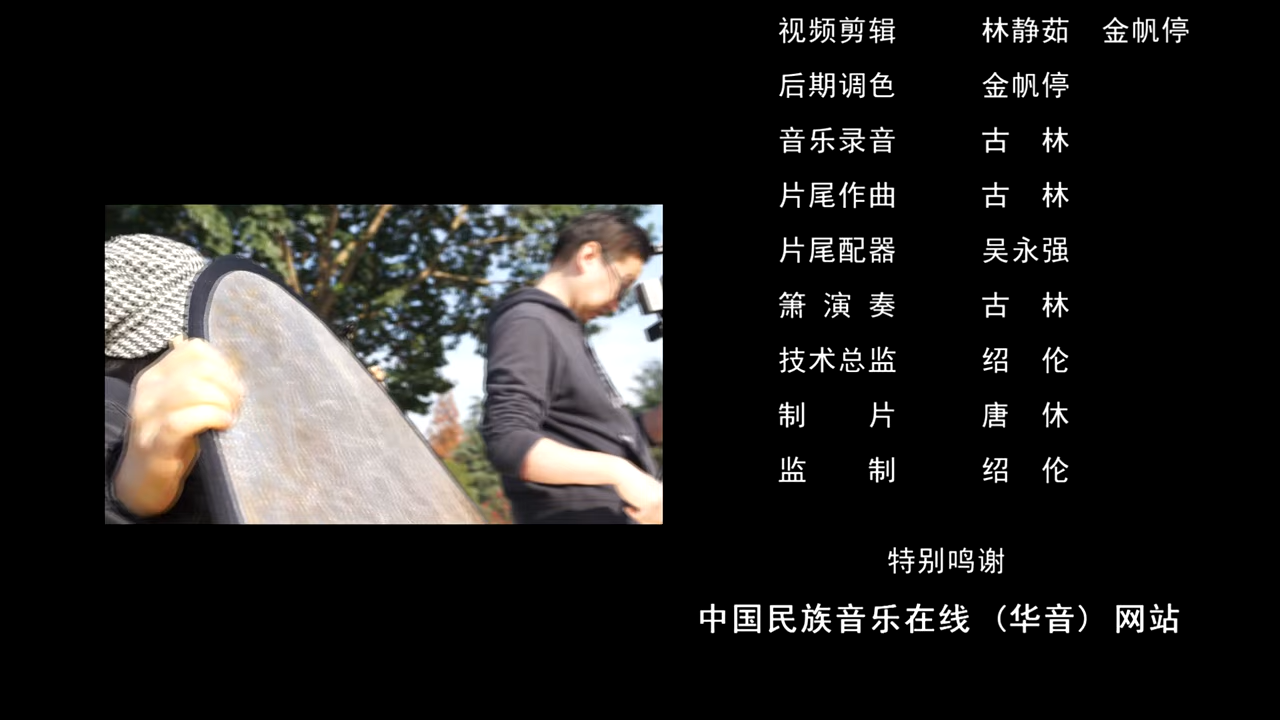 视频剪辑 林静茹 金帆停
后期调色 金帆停
音乐录音 古 林
片尾作曲 古 林
片尾配器 吴永强
箫 演 奏 古 林
技术总监 绍 伦
制 片 唐 休
监 制 绍 伦
特别鸣谢
中国民族音乐在线（华音）网站